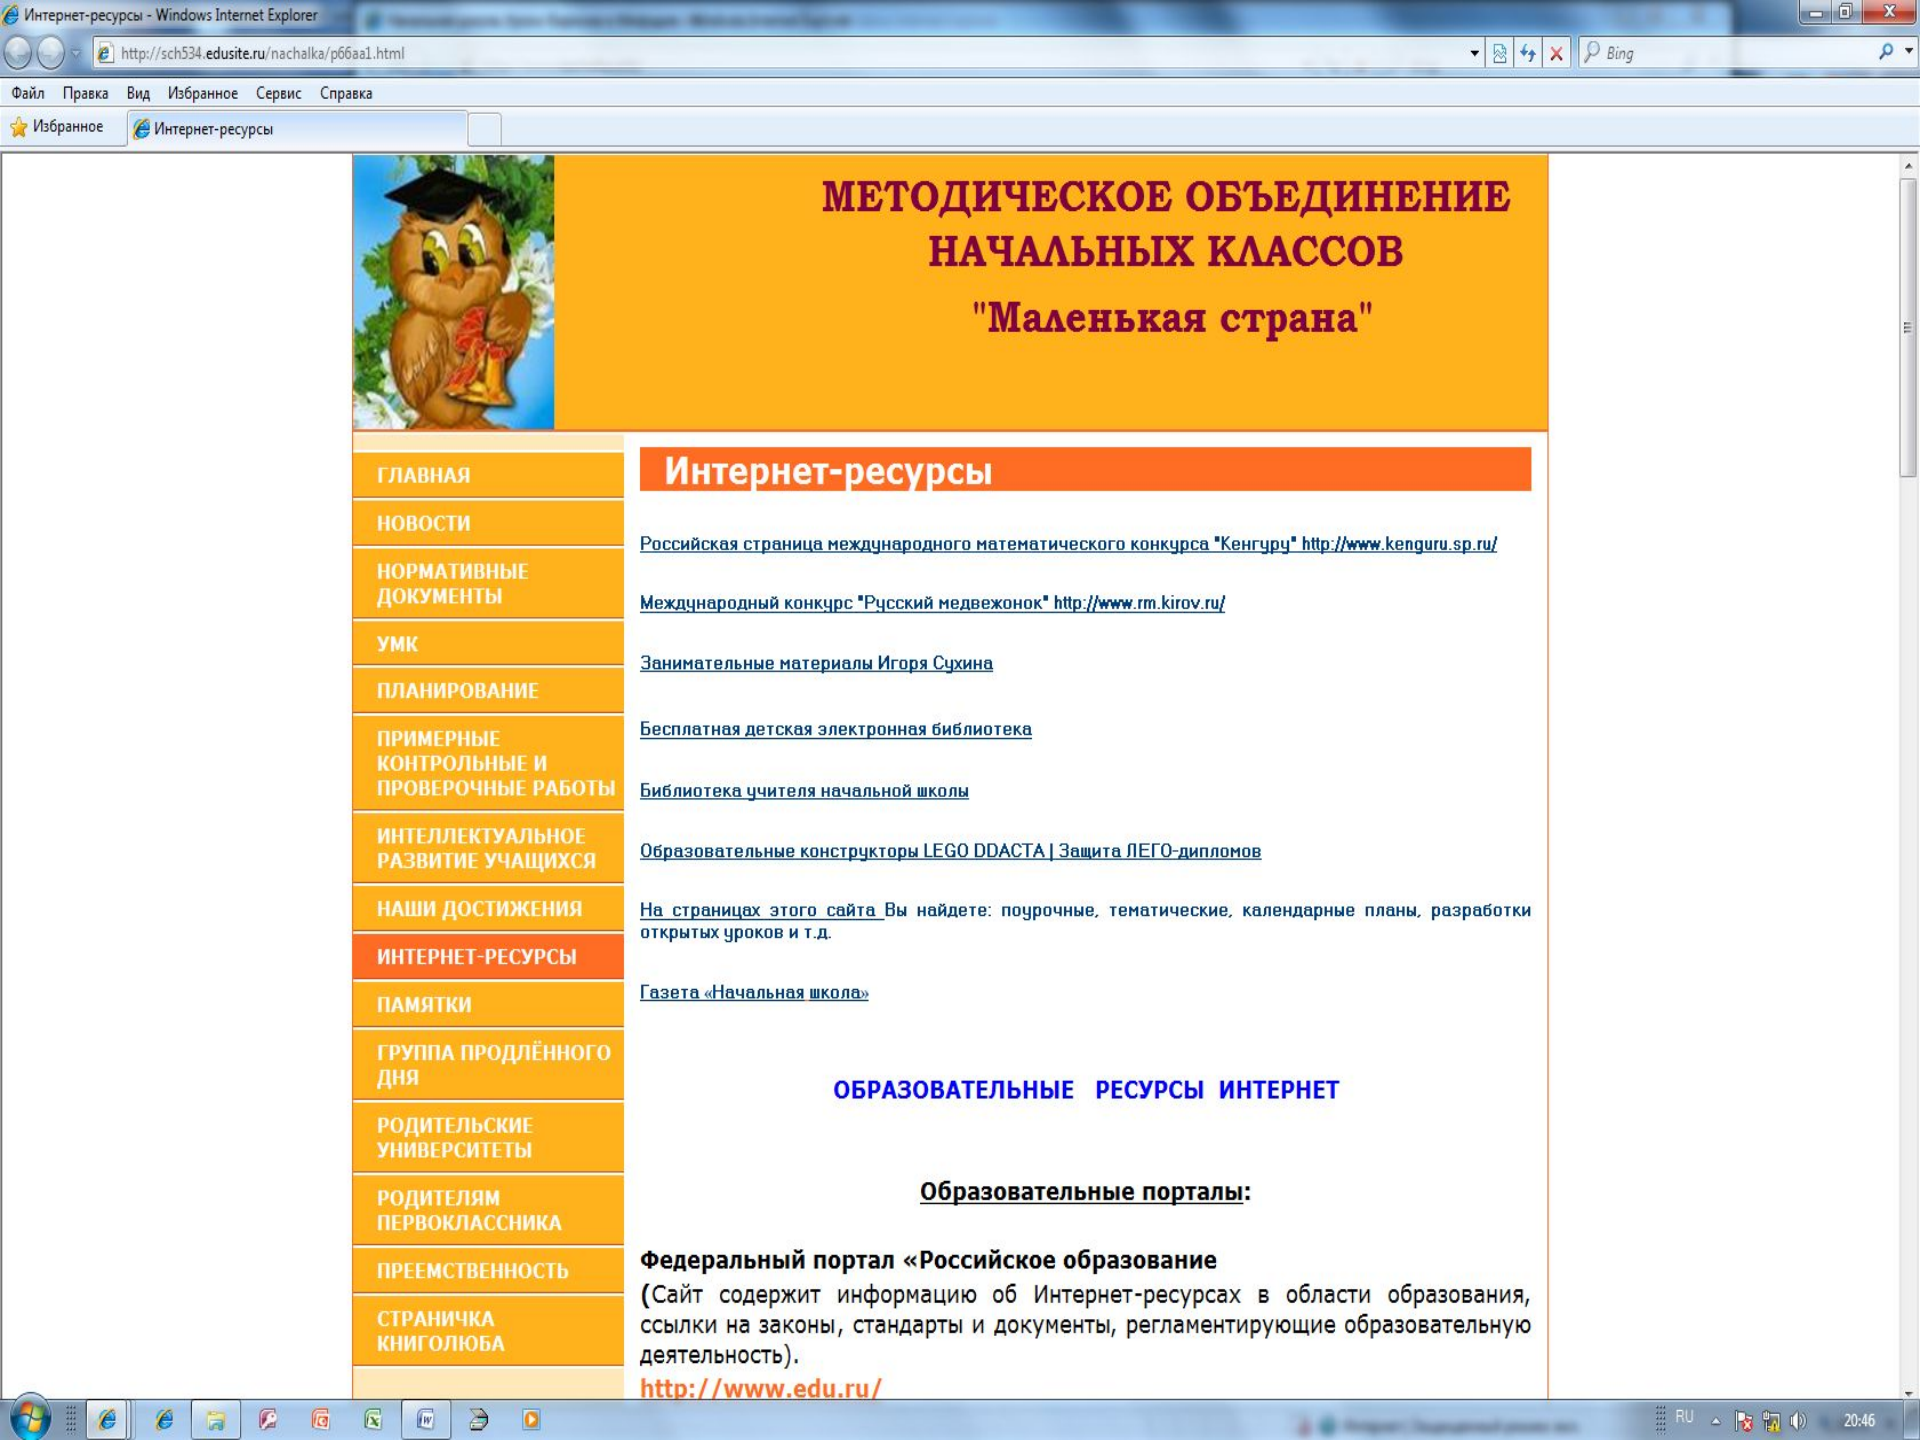 Интернет-ресурсы - Windows Internet Explorer
http://sch534.edusite.ru/nachalka/p66aa1.html
Bing
Файл Правка Вид Избранное Сервис Справка
Избранное
Интернет-ресурсы
МЕТОДИЧЕСКОЕ ОБЪЕДИНЕНИЕ
НАЧАЛЬНЫХ КЛАССОВ
"Маленькая страна"
ГЛАВНАЯ
НОВОСТИ
НОРМАТИВНЫЕ
ДОКУМЕНТЫ
УМК
ПЛАНИРОВАНИЕ
ПРИМЕРНЫЕ
КОНТРОЛЬНЫЕ И
ПРОВЕРОЧНЫЕ РАБОТЫ
ИНТЕЛЛЕКТУАЛЬНОЕ
РАЗВИТИЕ УЧАЩИХСЯ
НАШИ ДОСТИЖЕНИЯ
ИНТЕРНЕТ-РЕСУРСЫ
ПАМЯТКИ
ГРУППА ПРОДЛЁННОГО
ДНЯ
РОДИТЕЛЬСКИЕ
УНИВЕРСИТЕТЫ
РОДИТЕЛЯМ
ПЕРВОКЛАССНИКА
ПРЕЕМСТВЕННОСТЬ
СТРАНИЧКА
КНИГОЛЮБА
Интернет-ресурсы
Российская страница международного математического конкурса "Кенгуру" http://www.kenguru.sp.ru/
Международный конкурс "Русский медвежонок" http://www.rm.kirov.ru/
Занимательные материалы Игоря Сухина
Бесплатная детская электронная библиотека
Библиотека учителя начальной школы
Образовательные конструкторы LEGO DDACTA | Защита ЛЕГО-дипломов
На страницах этого сайта Вы найдете: поурочные, тематические, календарные планы, разработки
открытых уроков и т.д.
Газета «Начальная школа»
ОБРАЗОВАТЕЛЬНЫЕ РЕСУРСЫ ИНТЕРНЕТ
Образовательные порталы:
Федеральный портал «Российское образование
(Сайт содержит информацию об Интернет-ресурсах в области образования,
ссылки на законы, стандарты и документы, регламентирующие образовательную
деятельность).
http://www.edu.ru/
RU
20:46